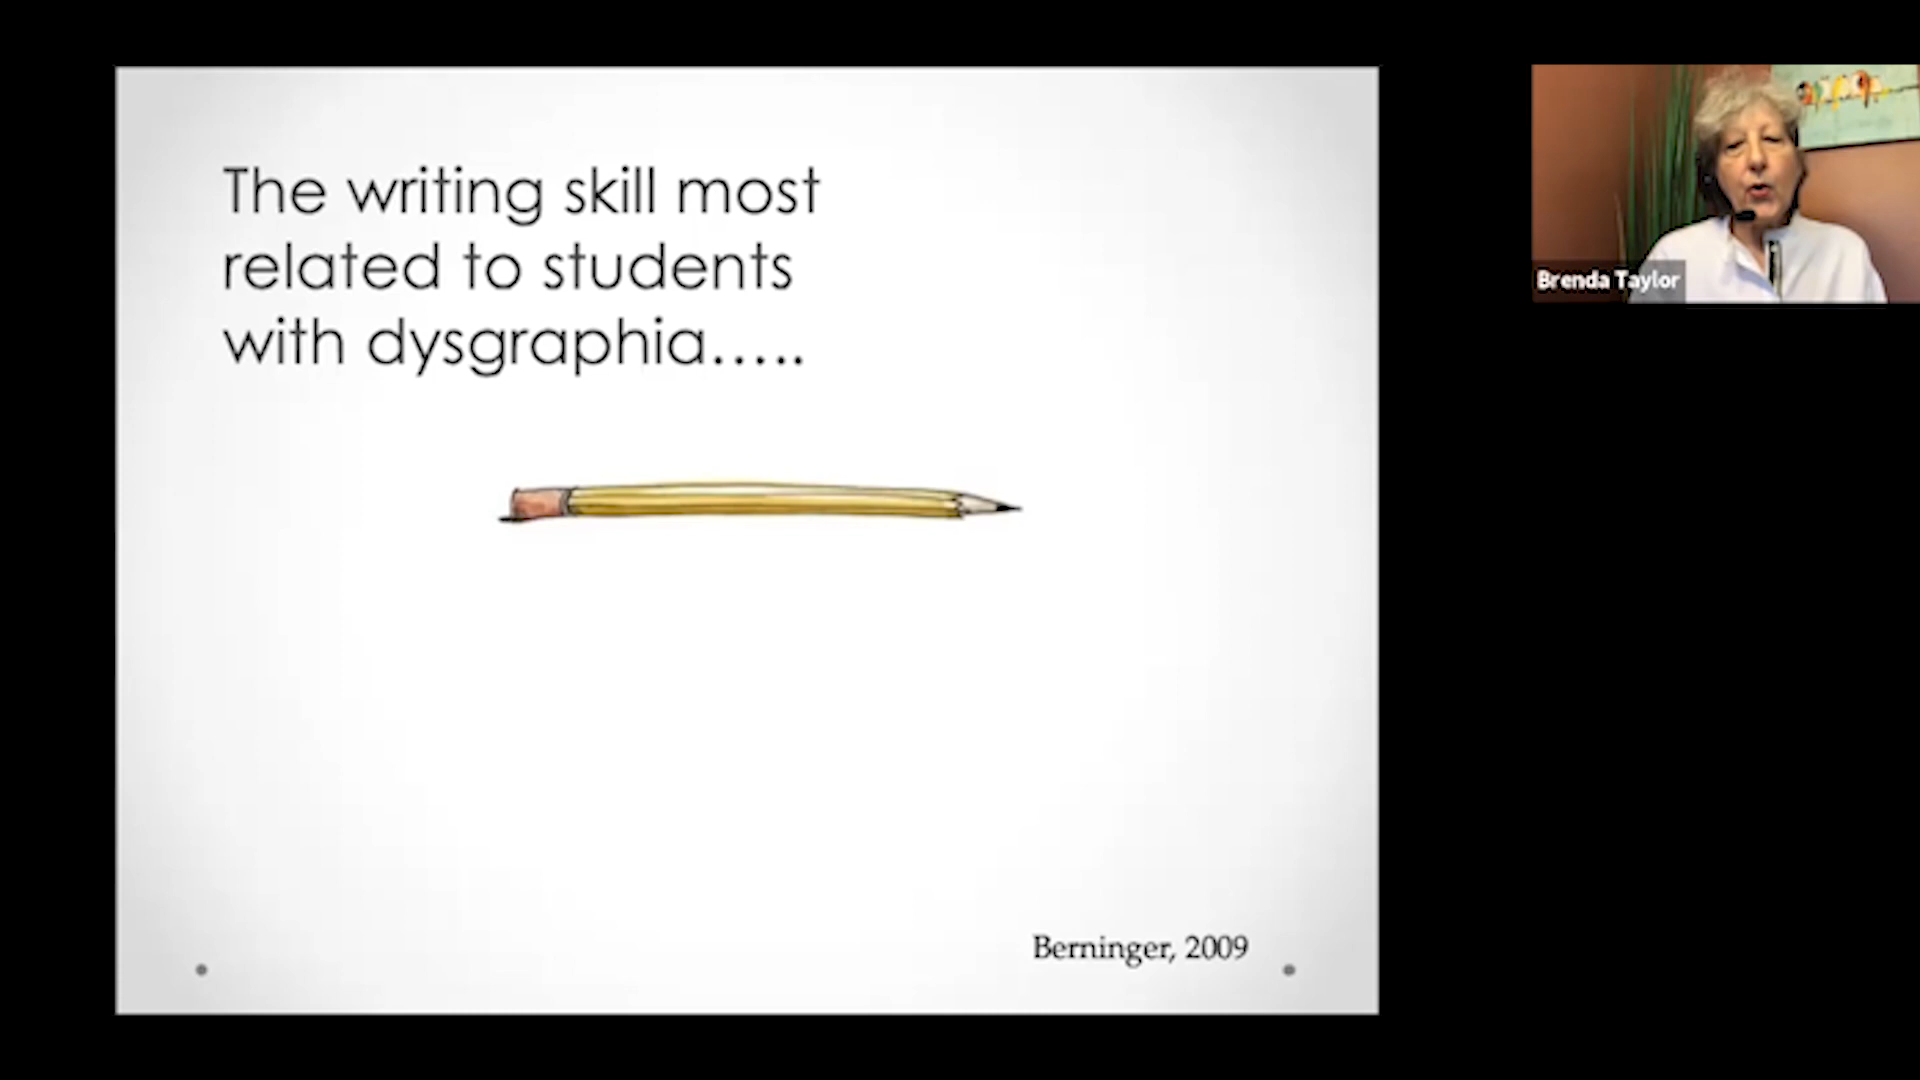 The writing skill most
related to students
with dysgraphia.....
Berninger, 2009
Brenda Taylor